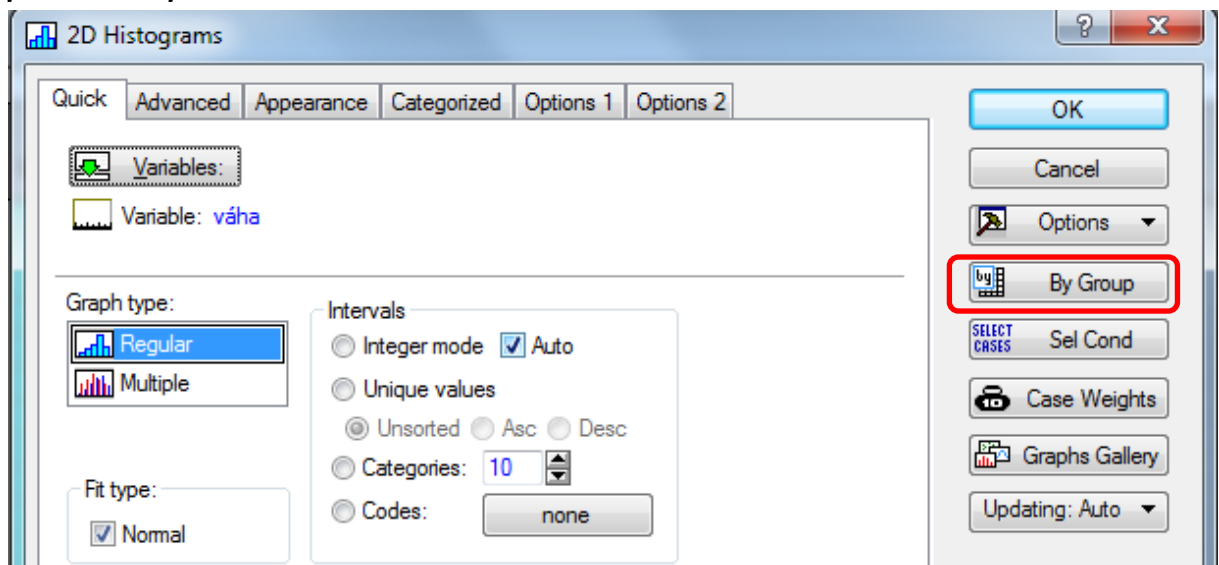 2D Histograms
?
X
Quick Advanced Appearance Categorized Options 1 Options 2
Variables:
Variable: váha
Graph type:
Regular
Multiple
Fit type:
Normal
Intervals
Integer mode Auto
Unique values
Unsorted Asc Desc
Categories: 10
Codes: none
OK
Cancel
Options
by By Group
SELECT CASES Sel Cond
Case Weights
Graphs Gallery
Updating: Auto